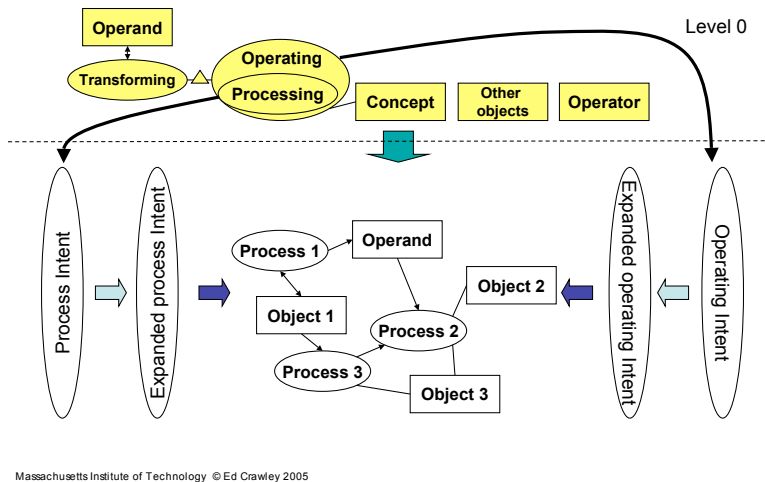 Level 0
Operand
Operating
Transforming
Processing
Concept
Other
objects
Operator
Process Intent
Expanded process Intent
Process 1
Operand
Object 1
Object 2
Process 2
Process 3
Object 3
Expanded operating Intent
Operating Intent
Massachusetts Institute of Technology © Ed Crawley 2005